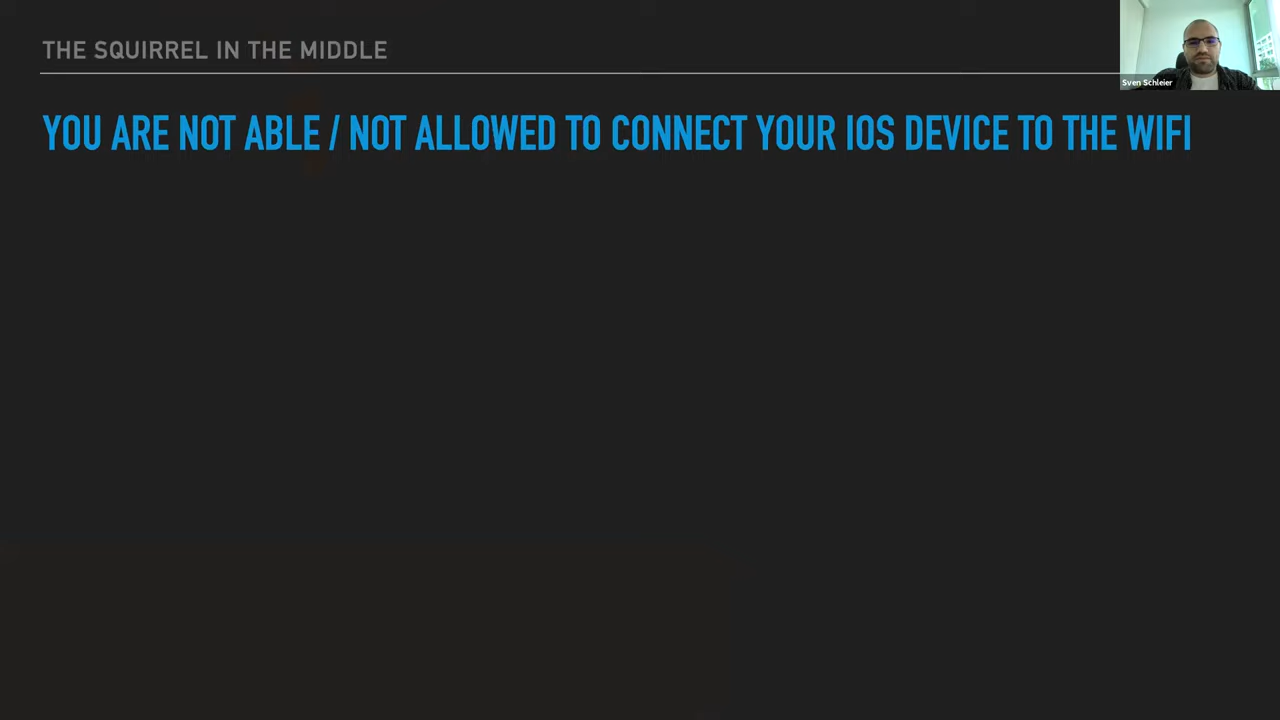 THE SQUIRREL IN THE MIDDLE
Sven Schleier
YOU ARE NOT ABLE / NOT ALLOWED TO CONNECT YOUR IOS DEVICE TO THE WIFI